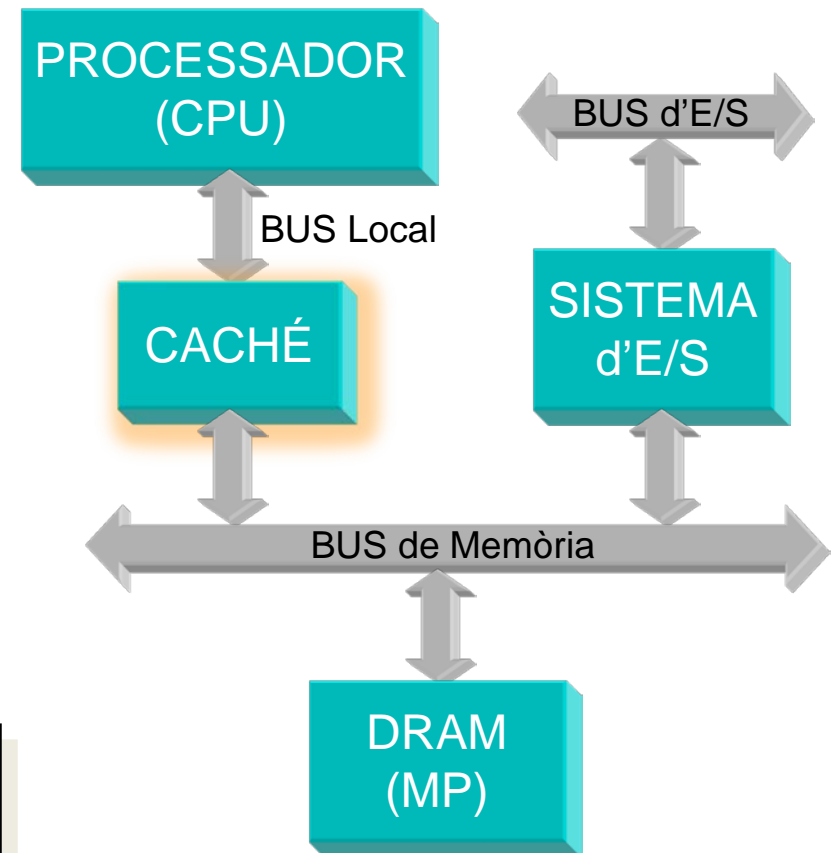 PROCESSADOR
(CPU)
BUS d'E/S
BUS Local
CACHÉ
SISTEMA
d'E/S
BUS de Memòria
DRAM
(MP)